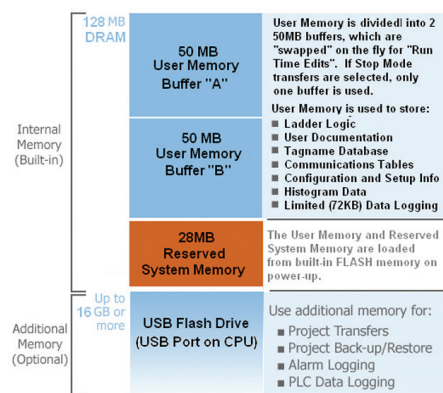 128 MB
DRAM
50 MB
User Memory
Buffer "A"
User Memory is divided into 2
50MB buffers, which are
"swapped" on the fly for "Run
Time Edits". If Stop Mode
transfers are selected, only
one buffer is used.
User Memory is used to store:
Ladder Logic
User Documentation
Tagname Database
Communications Tables
Configuration and Setup Info
Histogram Data
Limited (72KB) Data Logging
Internal
Memory
(Built-in)
50 MB
User Memory
Buffer "B"
28MB
Reserved
System Memory
The User Memory and Reserved
System Memory are loaded
from built-in FLASH memory on
power-up.
Up to
16 GB or
more
Additional
Memory
(Optional)
USB Flash Drive
(USB Port on CPU)
Use additional memory for:
Project Transfers
Project Back-up/Restore
Alarm Logging
PLC Data Logging